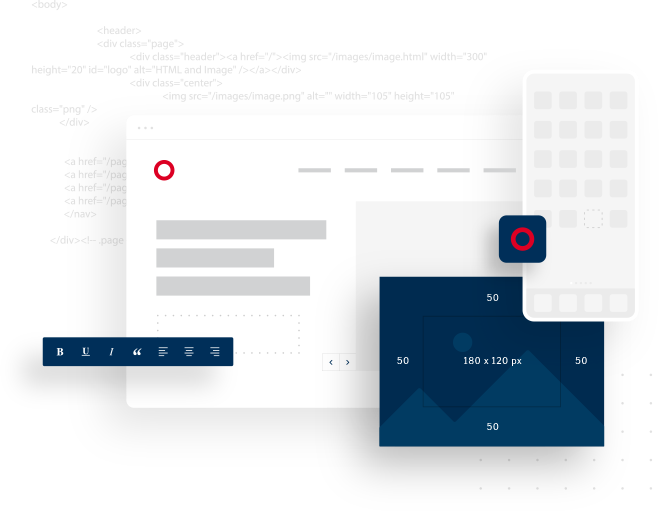 <body>
<header>
<div class="page">
<div class="header"><a href="/"><img src="/images/image.html" width="300"
height="20" id="logo" alt="HTML and Image" /></a></div>
<div class="center">
<img src="/images/image.png" alt="" width="105" height="105"
class="png" />
</div>
<a href="/pag
<a href="/pag
<a href="/pag
<a href="/pag
</nav>
</div><!-- .page
50
B U I “
50 180 x 120 px 50
50